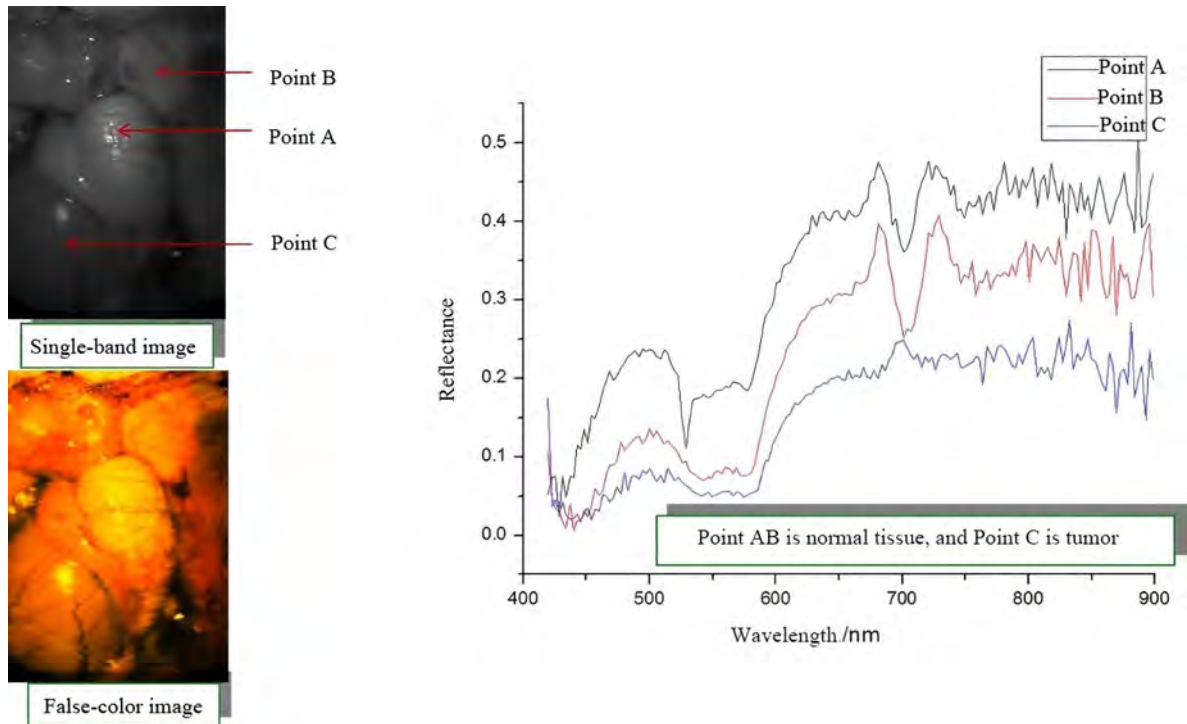 Point B
Point A
Point C
Single-band image
False-color image
Point A
Point B
Point C
Reflectance
0.5
0.4
0.3
0.2
0.1
0.0
Point AB is normal tissue, and Point C is tumor
400
500
600
700
800
900
Wavelength./nm